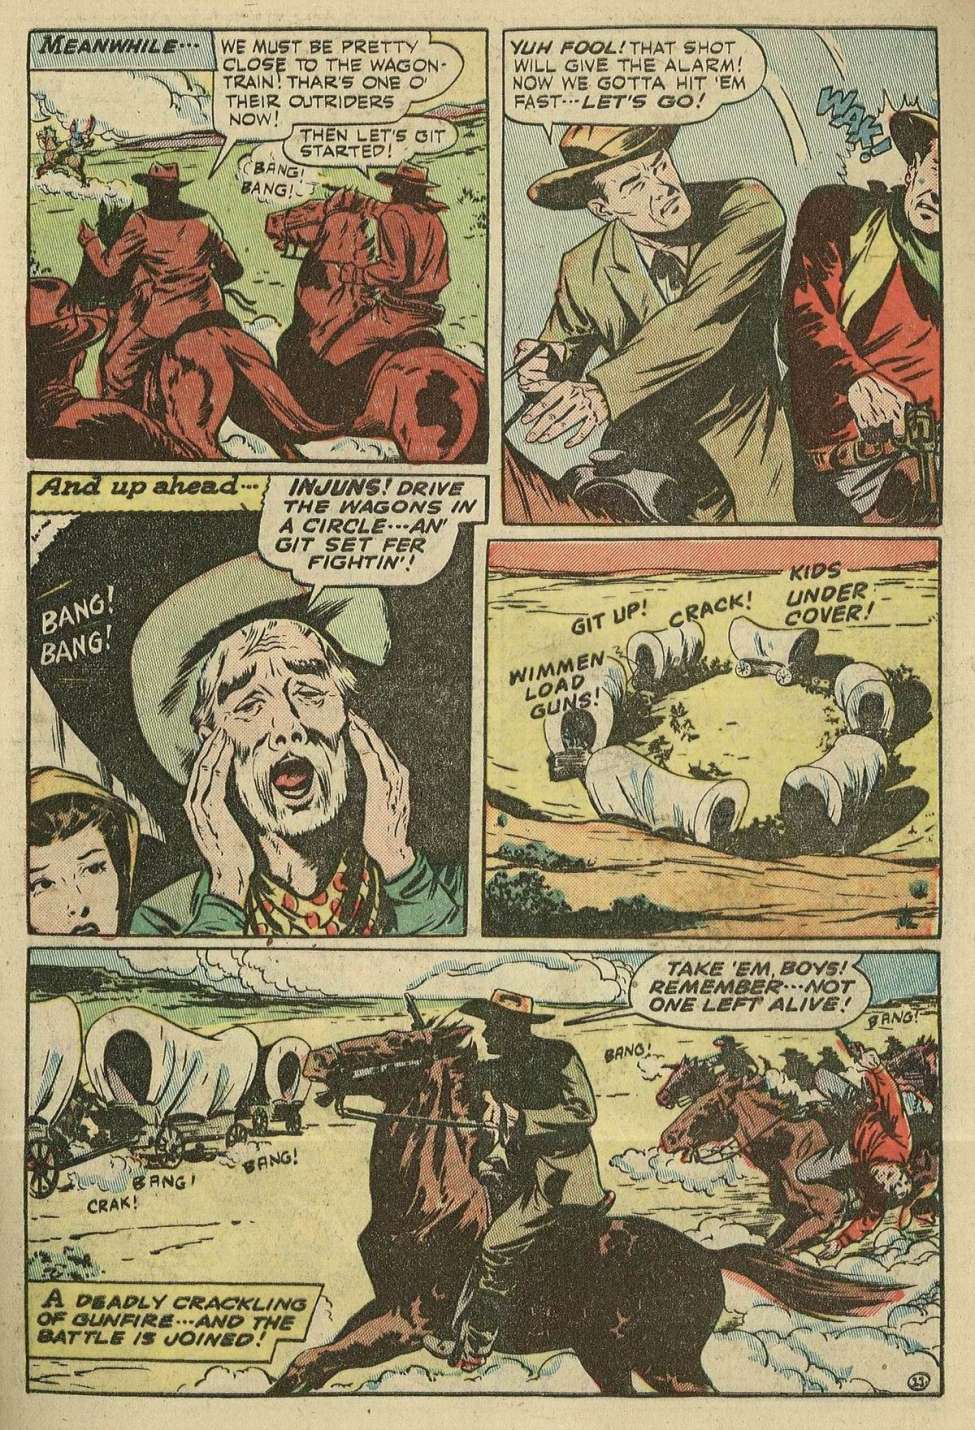 MEANWHILE...
WE MUST BE PRETTY
CLOSE TO THE WAGON-
TRAIN! THAR'S ONE O'
THEIR OUTRIDERS
NOW!
THEN LET'S GIT
STARTED!
BANG!
BANG!
YUH FOOL! THAT SHOT
WILL GIVE THE ALARM!
NOW WE GOTTA HIT 'EM
FAST...LET'S GO!
WAK!
And up ahead...
INJUNS! DRIVE
THE WAGONS IN
A CIRCLE...AN'
GIT SET FER
FIGHTIN'!
BANG!
BANG!
GIT UP!
CRACK!
KIDS
UNDER
COVER!
WIMMEN
LOAD
GUNS!
TAKE 'EM, BOYS!
REMEMBER...NOT
ONE LEFT ALIVE!
BANG!
BANG!
BANG!
BANG!
CRAK!
A DEADLY CRACKLING
OF GUNFIRE...AND THE
BATTLE IS JOINED!